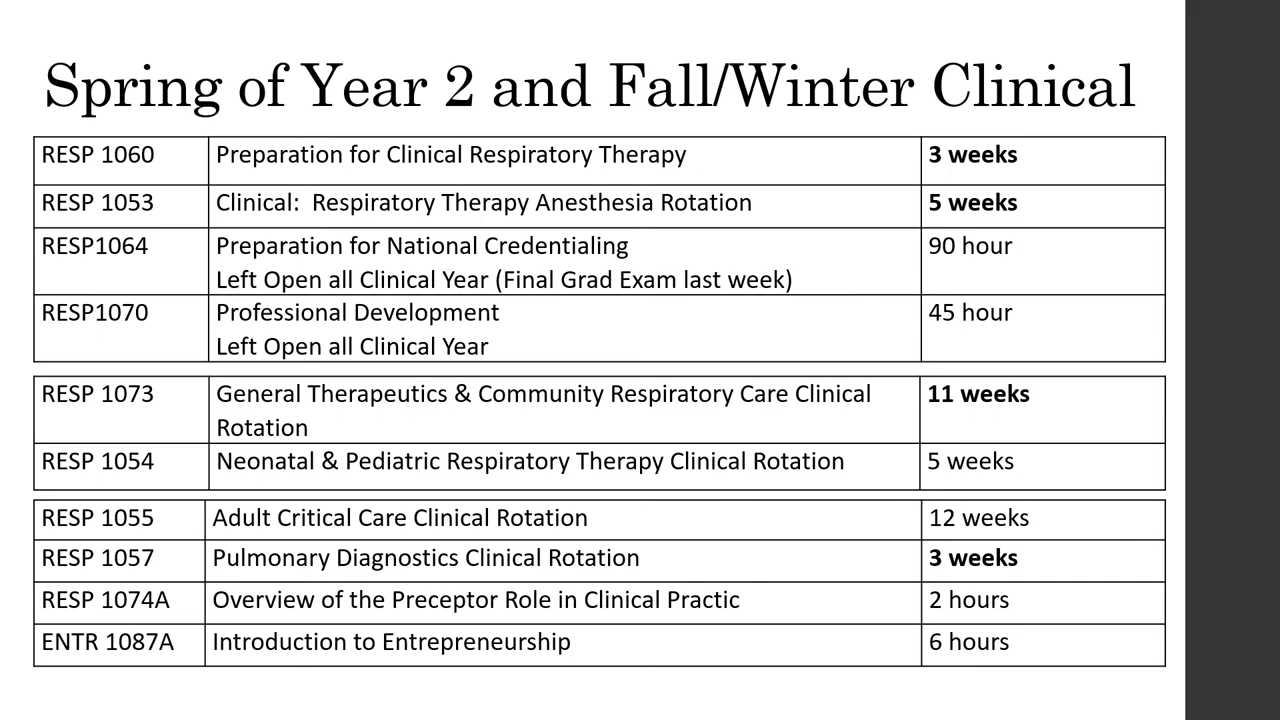 Spring of Year 2 and Fall/Winter Clinical
RESP 1060 Preparation for Clinical Respiratory Therapy 3 weeks
RESP 1053 Clinical:  Respiratory Therapy Anesthesia Rotation 5 weeks
RESP1064 Preparation for National Credentialing 90 hour
Left Open all Clinical Year (Final Grad Exam last week)
RESP1070 Professional Development 45 hour
Left Open all Clinical Year
RESP 1073 General Therapeutics & Community Respiratory Care Clinical 11 weeks
Rotation
RESP 1054 Neonatal & Pediatric Respiratory Therapy Clinical Rotation 5 weeks
RESP 1055 Adult Critical Care Clinical Rotation 12 weeks
RESP 1057 Pulmonary Diagnostics Clinical Rotation 3 weeks
RESP 1074A Overview of the Preceptor Role in Clinical Practic 2 hours
ENTR 1087A Introduction to Entrepreneurship 6 hours